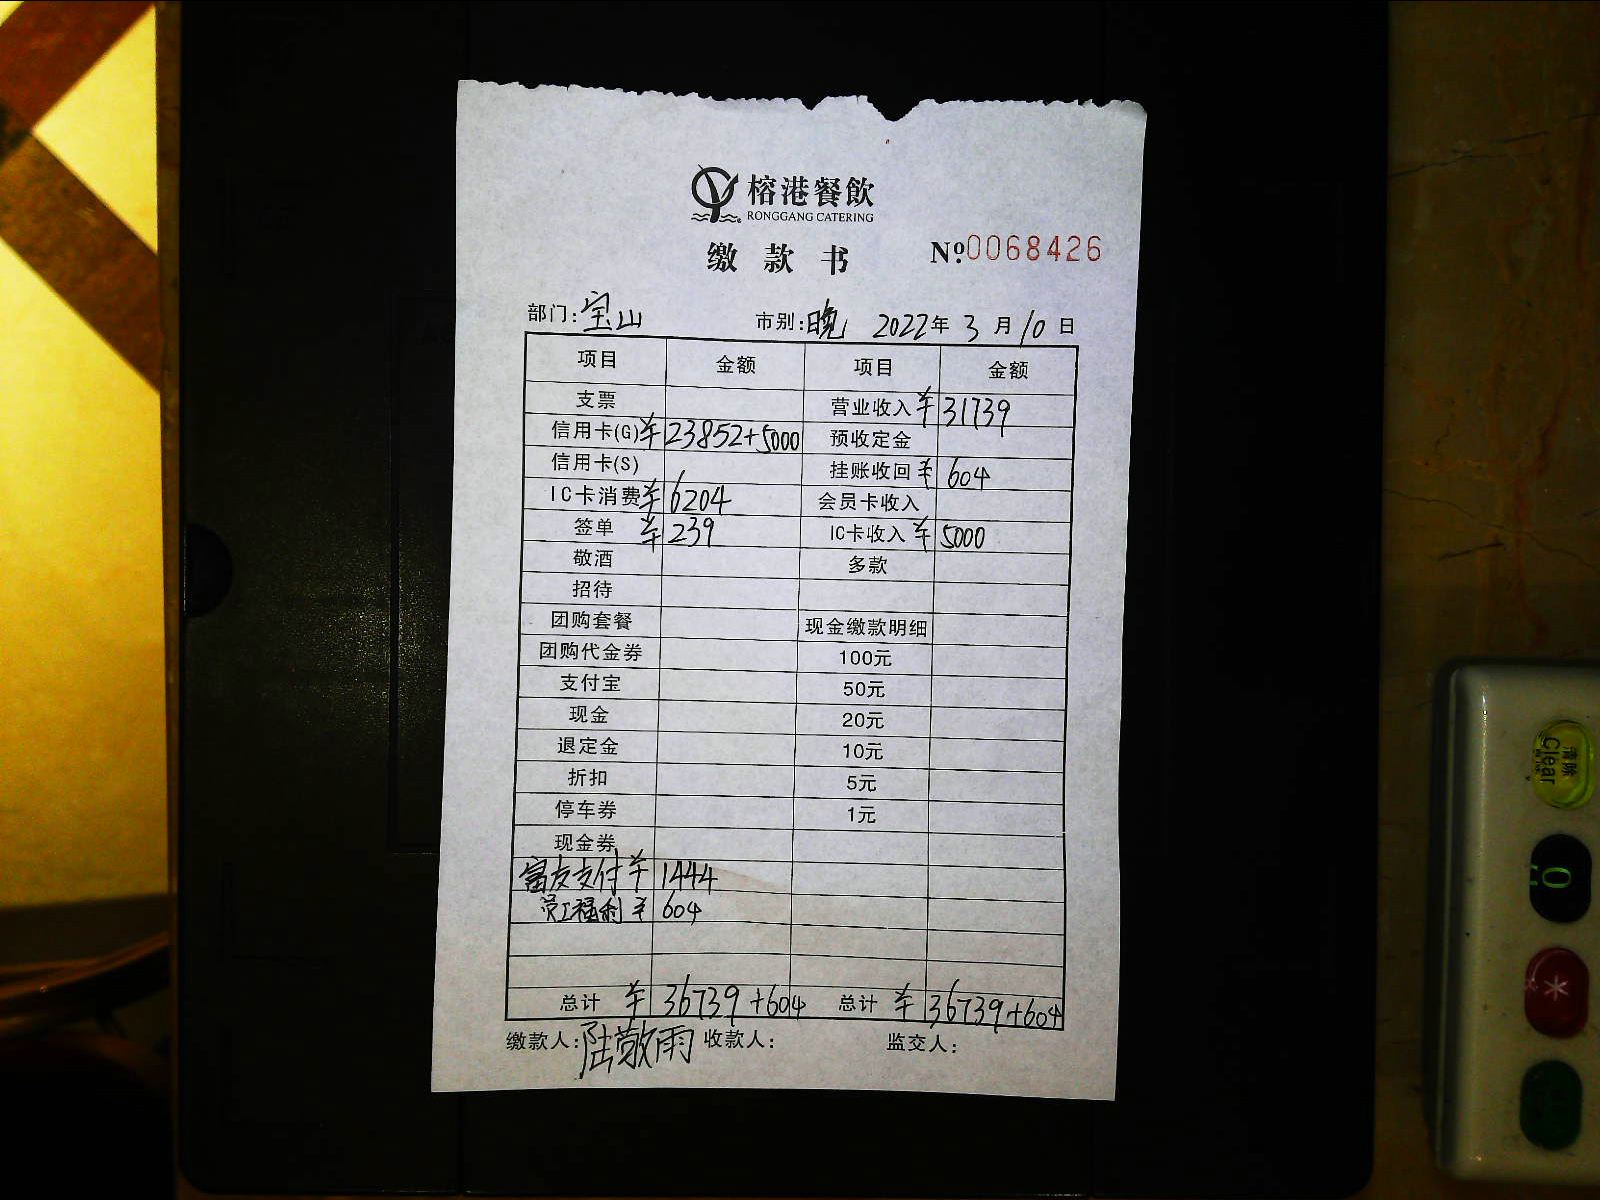 榕港餐飲
RONGGANG CATERING
缴款书 Nº0068426
部门:宝山 市别:晚 2022年3月10日
项目 金额 项目 金额
支票 营业收入 ¥31739
信用卡(G) ¥23852+5000 预收定金
信用卡(S) 挂账收回 ¥604
IC卡消费 ¥6204 会员卡收入
签单 ¥239 IC卡收入 ¥5000
敬酒 多款
招待
团购套餐 现金缴款明细
团购代金券 100元
支付宝 50元
现金 20元
退定金 10元
折扣 5元
停车券 1元
现金券
富友支付 ¥1444
员工福利 ¥604
总计 ¥36739+604 总计 ¥36739+604
缴款人:陆敬雨 收款人: 监交人:
清除
Clear
0
*